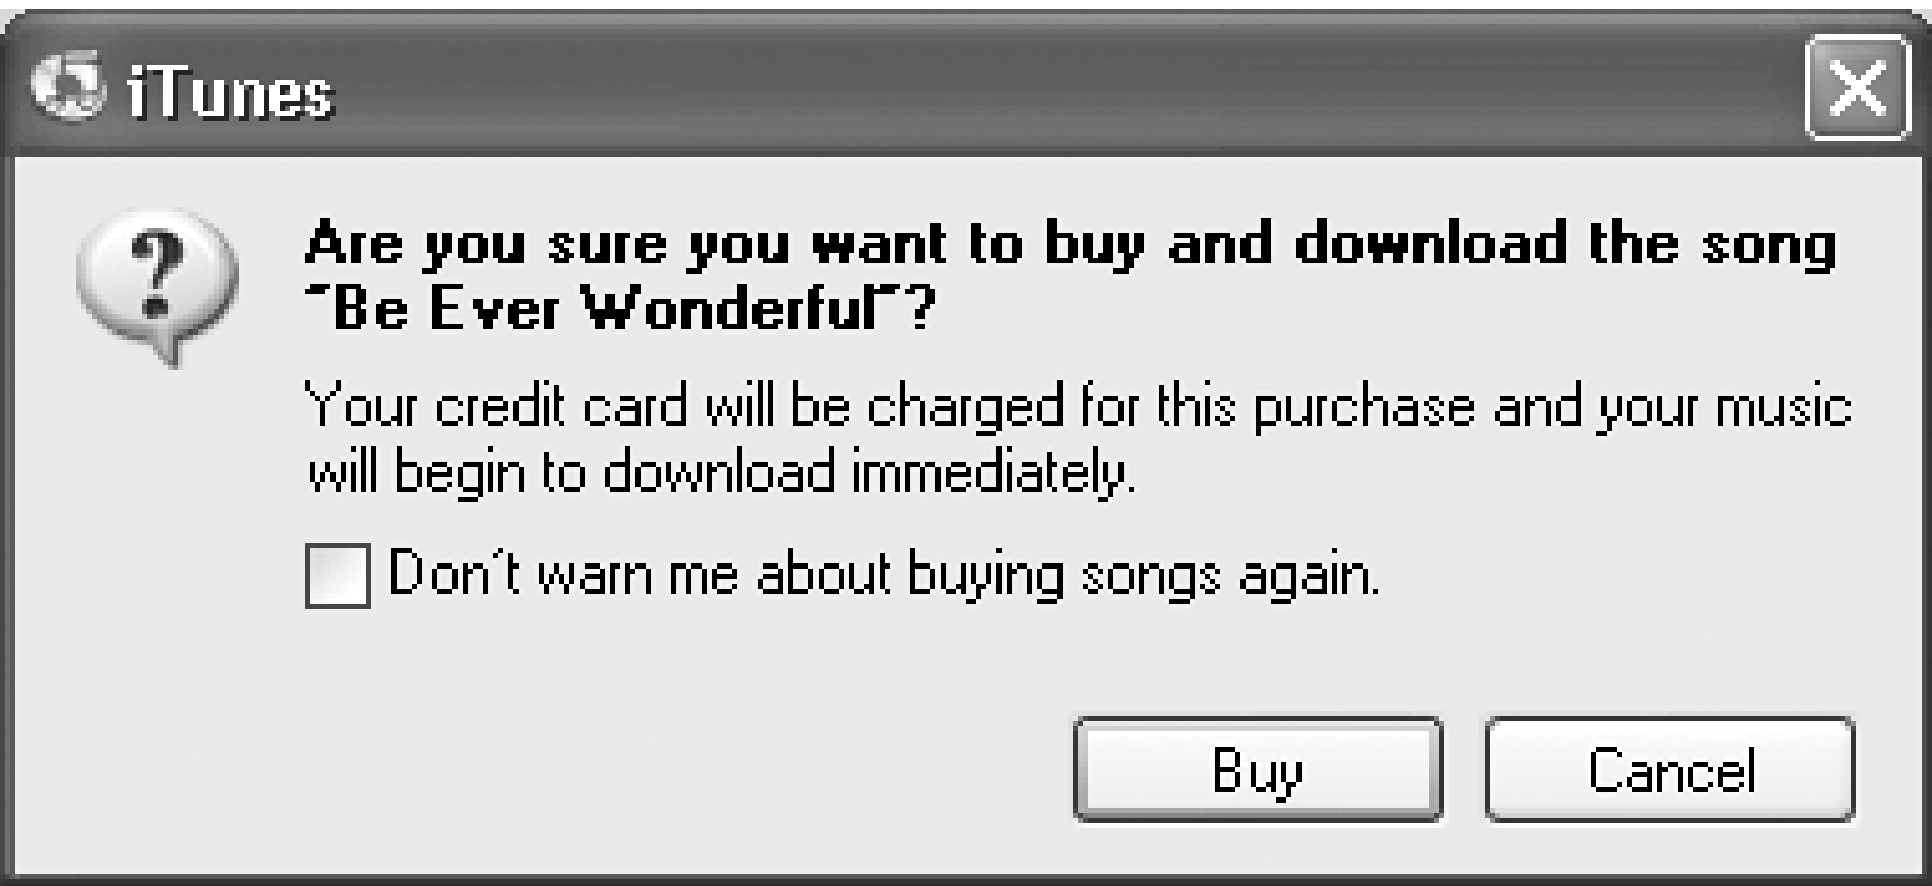 iTunes
Are you sure you want to buy and download the song
"Be Ever Wonderful"?
Your credit card will be charged for this purchase and your music
will begin to download immediately.
Don't warn me about buying songs again.
Buy Cancel